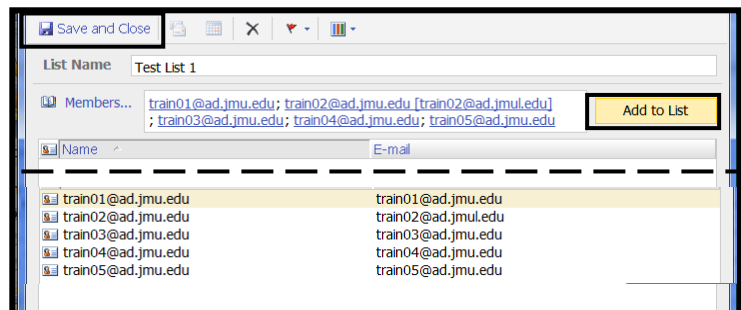 Save and Close
List Name Test List 1
Members... train01@ad.jmu.edu; train02@ad.jmu.edu [train02@ad.jmul.edu]
; train03@ad.jmu.edu; train04@ad.jmu.edu; train05@ad.jmu.edu
Add to List
Name E-mail
train01@ad.jmu.edu train01@ad.jmu.edu
train02@ad.jmu.edu train02@ad.jmul.edu
train03@ad.jmu.edu train03@ad.jmu.edu
train04@ad.jmu.edu train04@ad.jmu.edu
train05@ad.jmu.edu train05@ad.jmu.edu